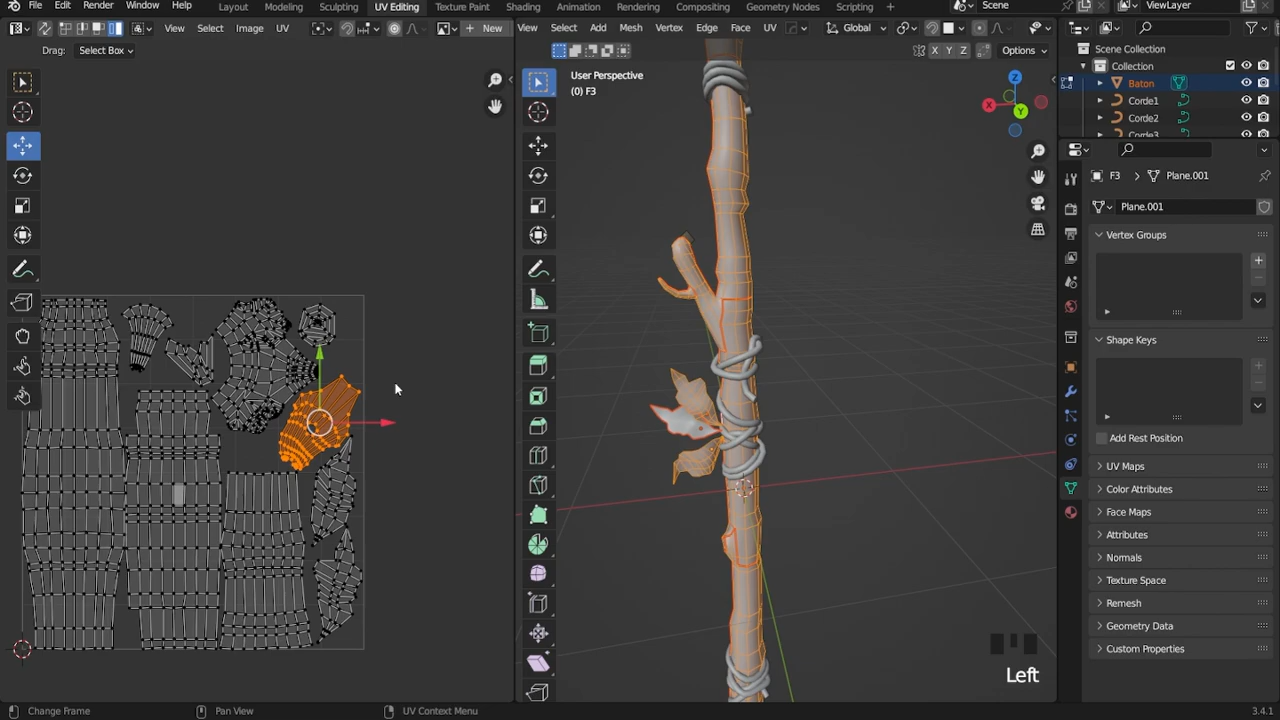 File Edit Render Window Help Layout Modeling Sculpting UV Editing Texture Paint Shading Animation Rendering Compositing Geometry Nodes Scripting + Scene ViewLayer
View Select Image UV New View Select Add Mesh Vertex Edge Face UV Global
Drag: Select Box X Y Z Options
User Perspective
(0) F3
Z
X
Y
Scene Collection
Collection
Baton
Corde1
Corde2
Corde3
F3 > Plane.001
Plane.001
Vertex Groups
Shape Keys
Add Rest Position
UV Maps
Color Attributes
Face Maps
Attributes
Normals
Texture Space
Remesh
Geometry Data
Custom Properties
Left
Change Frame Pan View UV Context Menu 3.4.1